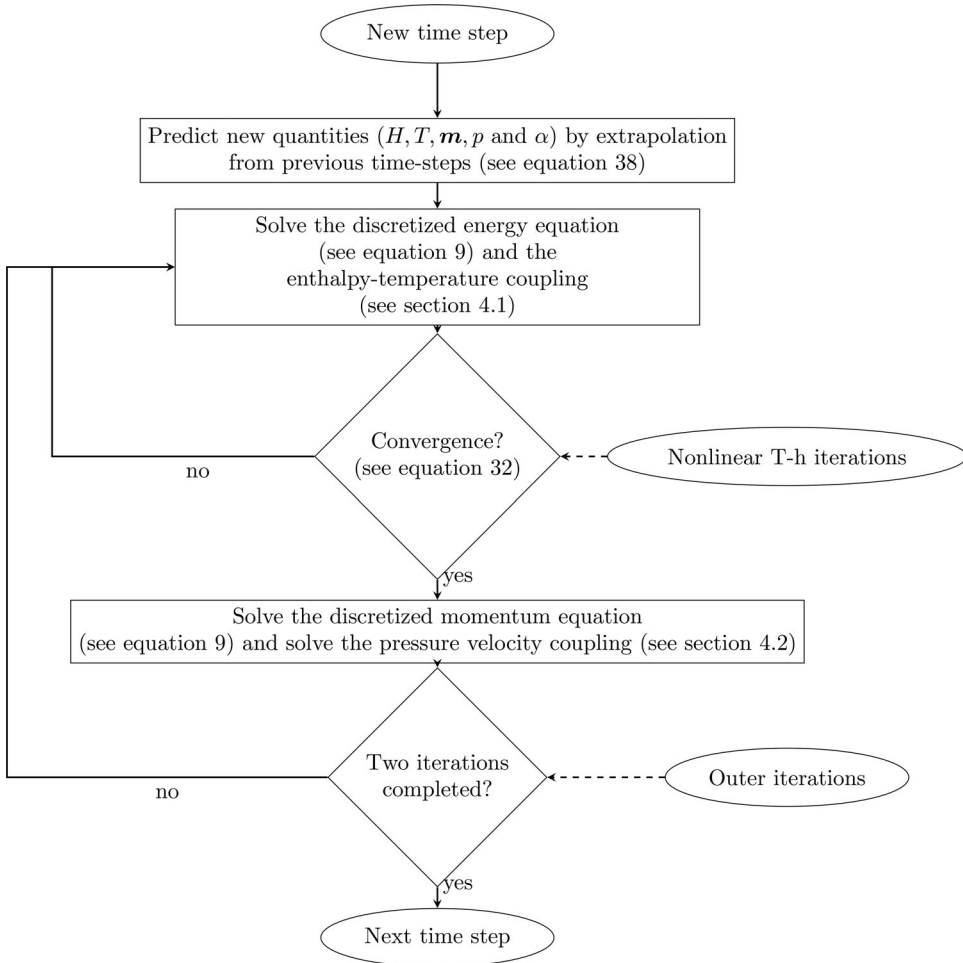 New time step
Predict new quantities (H, T, m, p and α) by extrapolation
from previous time-steps (see equation 38)
Solve the discretized energy equation
(see equation 9) and the
enthalpy-temperature coupling
(see section 4.1)
Convergence?
(see equation 32)
Nonlinear T-h iterations
no
yes
Solve the discretized momentum equation
(see equation 9) and solve the pressure velocity coupling (see section 4.2)
Two iterations
completed?
Outer iterations
no
yes
Next time step